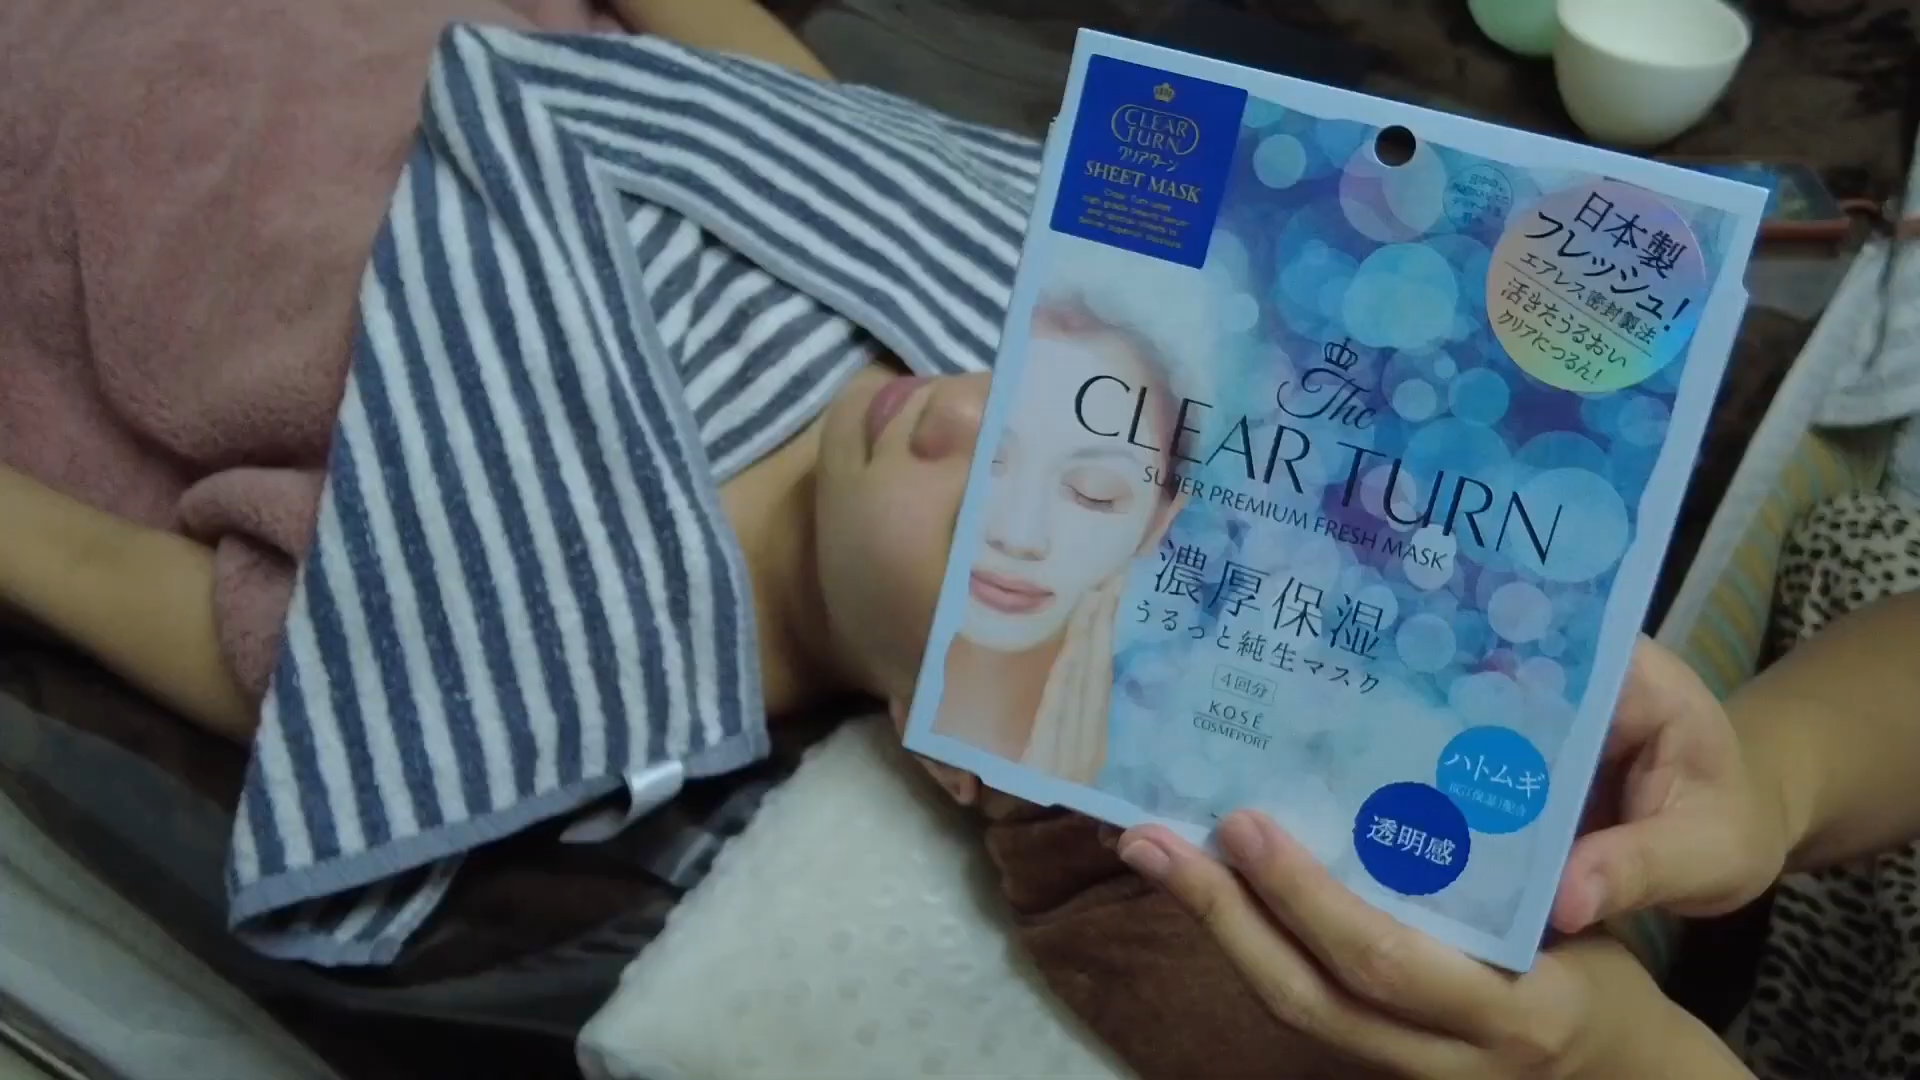 CLEAR
TURN
クリアターン
SHEET MASK
日本製
フレッシュ!
エアレス密封製法
活きたうるおい
クリアにつるん!
The
CLEAR TURN
SUPER PREMIUM FRESH MASK
濃厚保湿
うるっと純生マスク
4回分
KOSÉ
COSMEPORT
ハトムギ
透明感